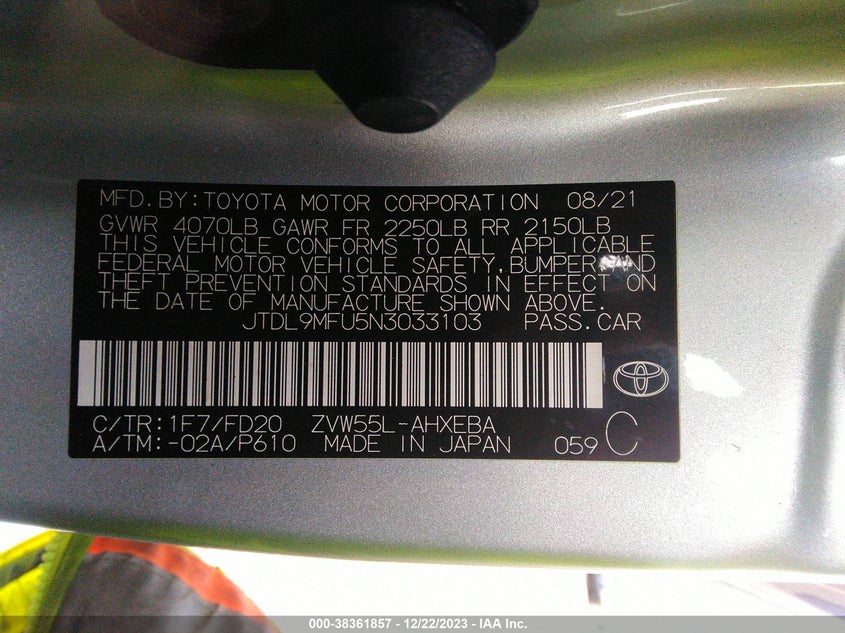 MFD.BY:TOYOTA MOTOR CORPORATION 08/21
GVWR 4070LB GAWR FR 2250LB RR 2150LB
THIS VEHICLE CONFORMS TO ALL APPLICABLE
FEDERAL MOTOR VEHICLE SAFETY,BUMPER,AND
THEFT PREVENTION STANDARDS IN EFFECT ON
THE DATE OF MANUFACTURE SHOWN ABOVE.
JTDL9MFU5N3033103 PASS.CAR
C/TR:1F7/FD20 ZVW55L-AHXEBA
A/TM:-02A/P610 MADE IN JAPAN 059 C
000-38361857 - 12/22/2023 - IAA Inc.